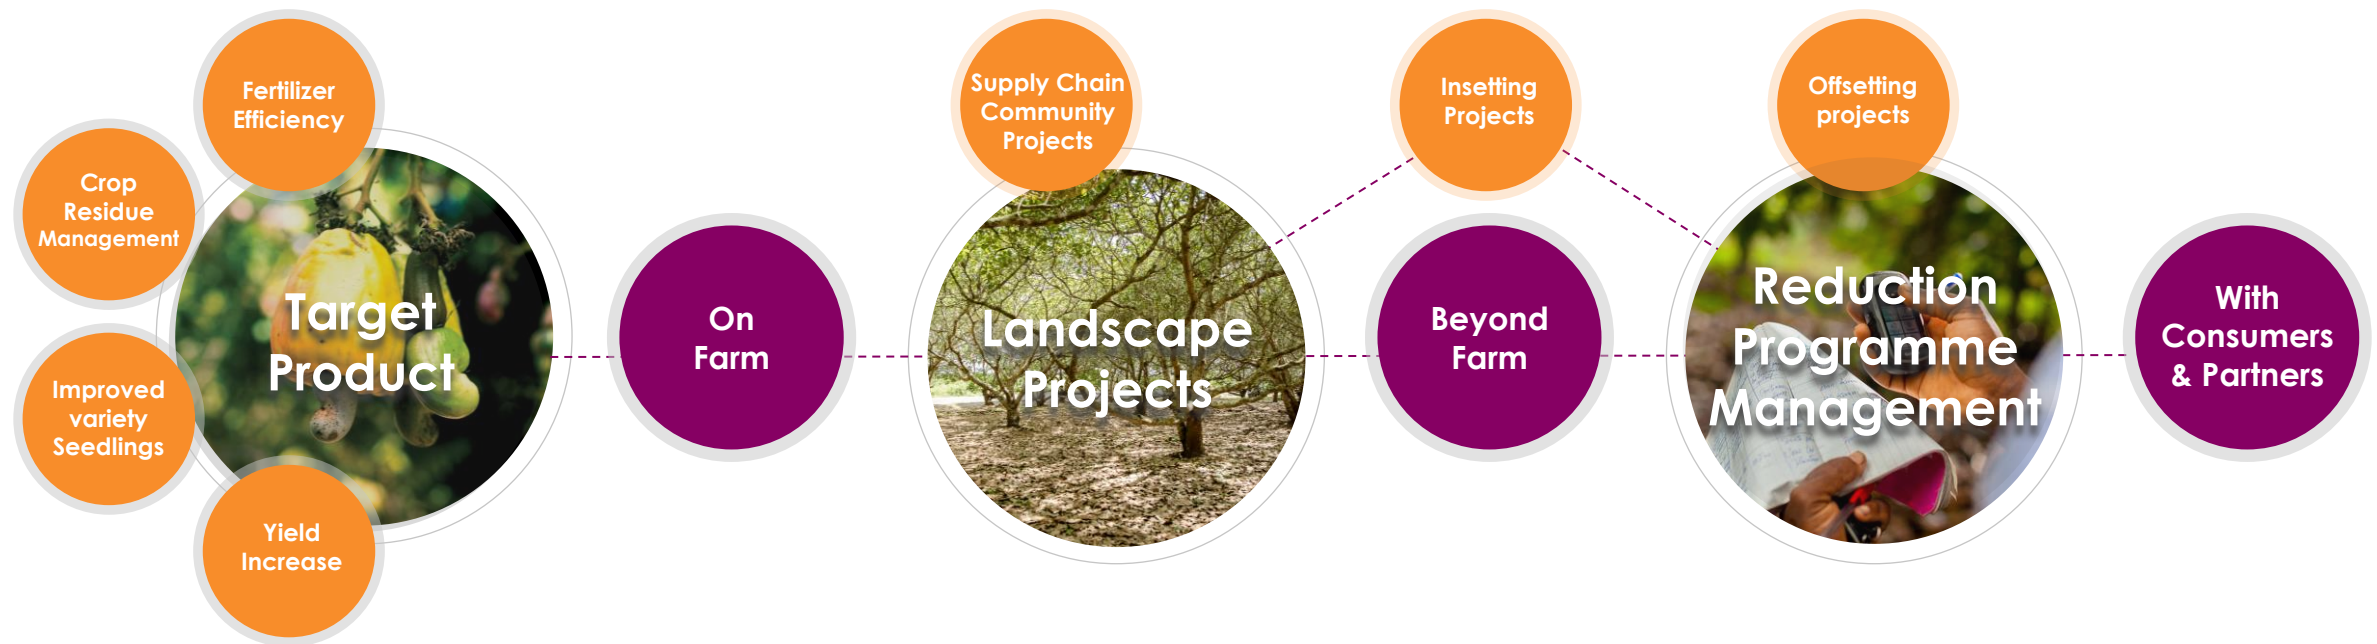 Fertilizer
Efficiency
Crop
Residue
Management
Improved
variety
Seedlings
Yield
Increase
Target
Product
On
Farm
Supply Chain
Community
Projects
Landscape
Projects
Insetting
Projects
Beyond
Farm
Offsetting
projects
Reduction
Programme
Management
With
Consumers
& Partners